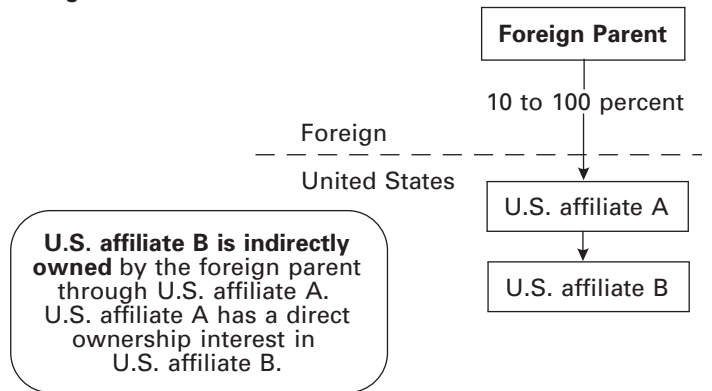 Foreign Parent
10 to 100 percent
Foreign
United States
U.S. affiliate A
U.S. affiliate B is indirectly
owned by the foreign parent
through U.S. affiliate A.
U.S. affiliate A has a direct
ownership interest in
U.S. affiliate B.
U.S. affiliate B